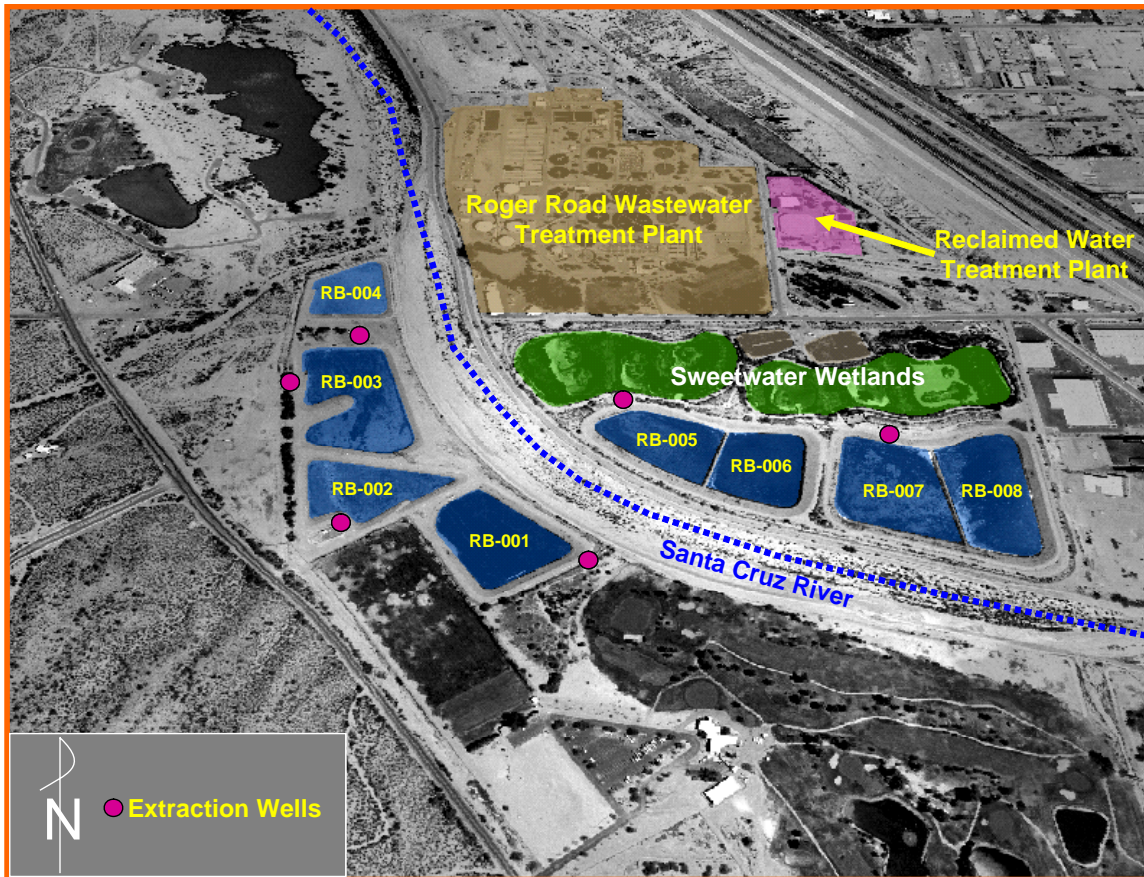 Roger Road Wastewater
Treatment Plant
Reclaimed Water
Treatment Plant
RB-004
RB-003
Sweetwater Wetlands
RB-005
RB-006
RB-002
RB-007
RB-008
RB-001
Santa Cruz River
N
Extraction Wells